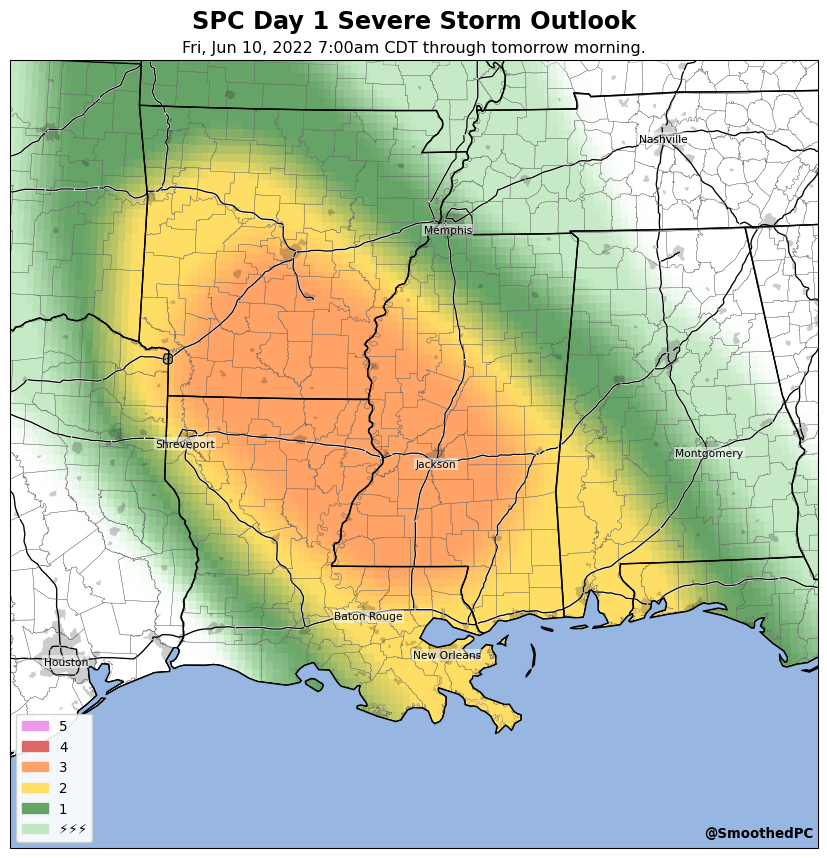 SPC Day 1 Severe Storm Outlook
Fri, Jun 10, 2022 7:00am CDT through tomorrow morning.
Nashville
Memphis
Shreveport
Jackson
Montgomery
Baton Rouge
New Orleans
Houston
5
4
3
2
1
⚡⚡⚡
@SmoothedPC